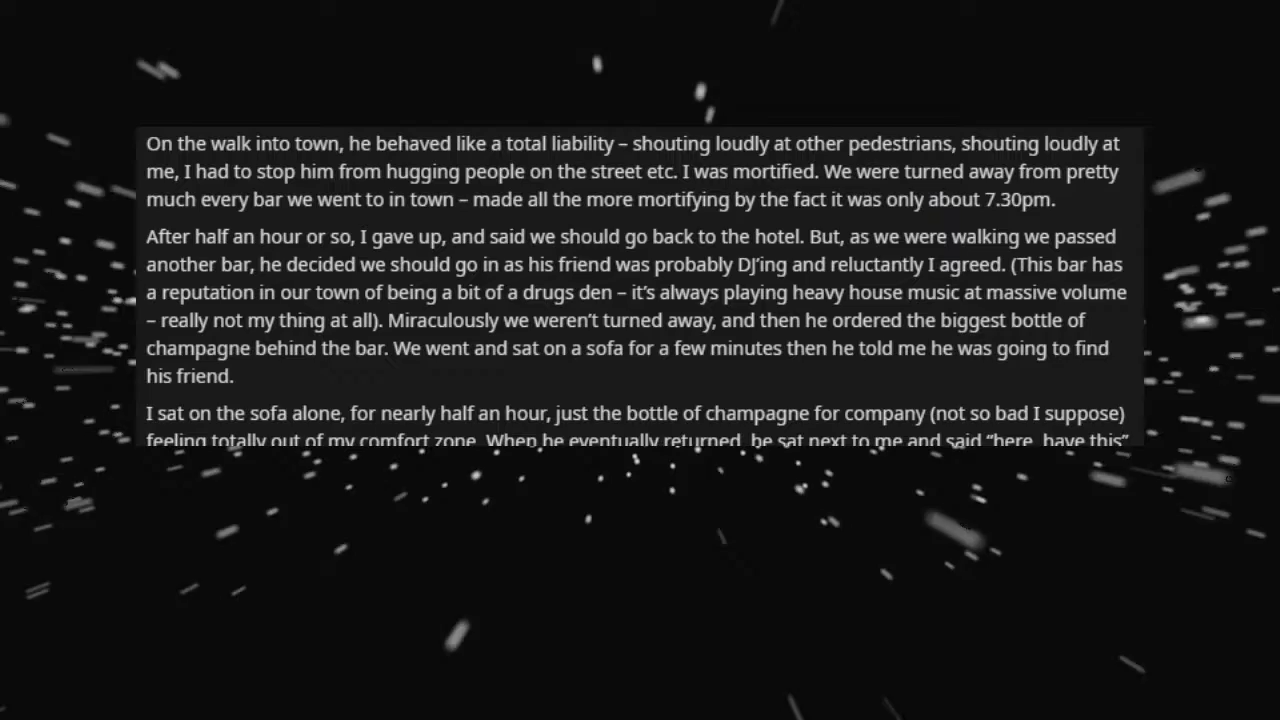 On the walk into town, he behaved like a total liability – shouting loudly at other pedestrians, shouting loudly at
me, I had to stop him from hugging people on the street etc. I was mortified. We were turned away from pretty
much every bar we went to in town – made all the more mortifying by the fact it was only about 7.30pm.
After half an hour or so, I gave up, and said we should go back to the hotel. But, as we were walking we passed
another bar, he decided we should go in as his friend was probably DJ’ing and reluctantly I agreed. (This bar has
a reputation in our town of being a bit of a drugs den – it’s always playing heavy house music at massive volume
– really not my thing at all). Miraculously we weren’t turned away, and then he ordered the biggest bottle of
champagne behind the bar. We went and sat on a sofa for a few minutes then he told me he was going to find
his friend.
I sat on the sofa alone, for nearly half an hour, just the bottle of champagne for company (not so bad I suppose)
feeling totally out of my comfort zone. When he eventually returned, he sat next to me and said “here, have this”